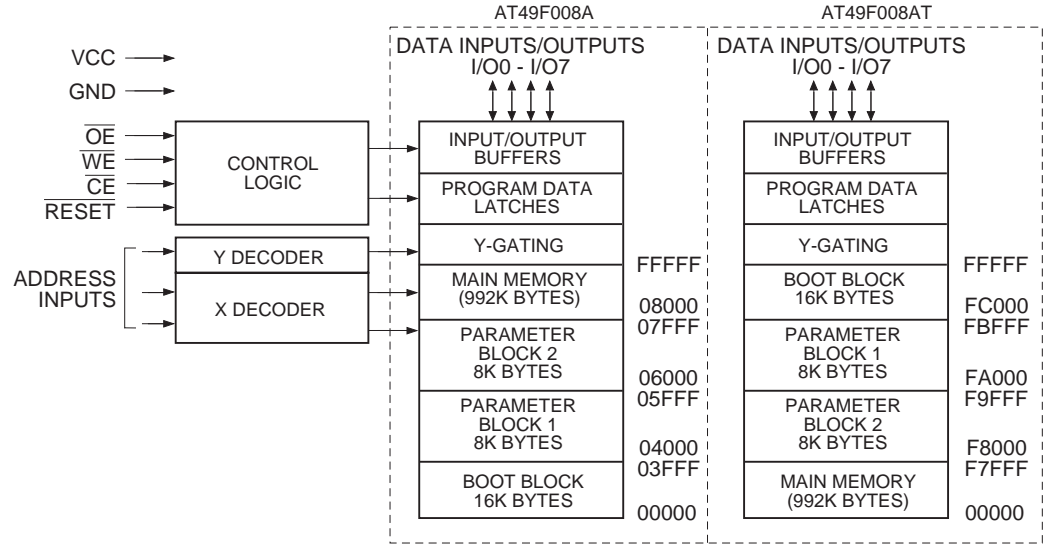 AT49F008A
AT49F008AT
DATA INPUTS/OUTPUTS
I/O0 - I/O7
DATA INPUTS/OUTPUTS
I/O0 - I/O7
VCC
GND
OE
WE
CE
RESET
CONTROL
LOGIC
ADDRESS
INPUTS
Y DECODER
X DECODER
INPUT/OUTPUT
BUFFERS
PROGRAM DATA
LATCHES
Y-GATING
MAIN MEMORY
(992K BYTES)
PARAMETER
BLOCK 2
8K BYTES
PARAMETER
BLOCK 1
8K BYTES
BOOT BLOCK
16K BYTES
FFFFF
08000
07FFF
06000
05FFF
04000
03FFF
00000
INPUT/OUTPUT
BUFFERS
PROGRAM DATA
LATCHES
Y-GATING
BOOT BLOCK
16K BYTES
PARAMETER
BLOCK 1
8K BYTES
PARAMETER
BLOCK 2
8K BYTES
MAIN MEMORY
(992K BYTES)
FFFFF
FC000
FBFFF
FA000
F9FFF
F8000
F7FFF
00000